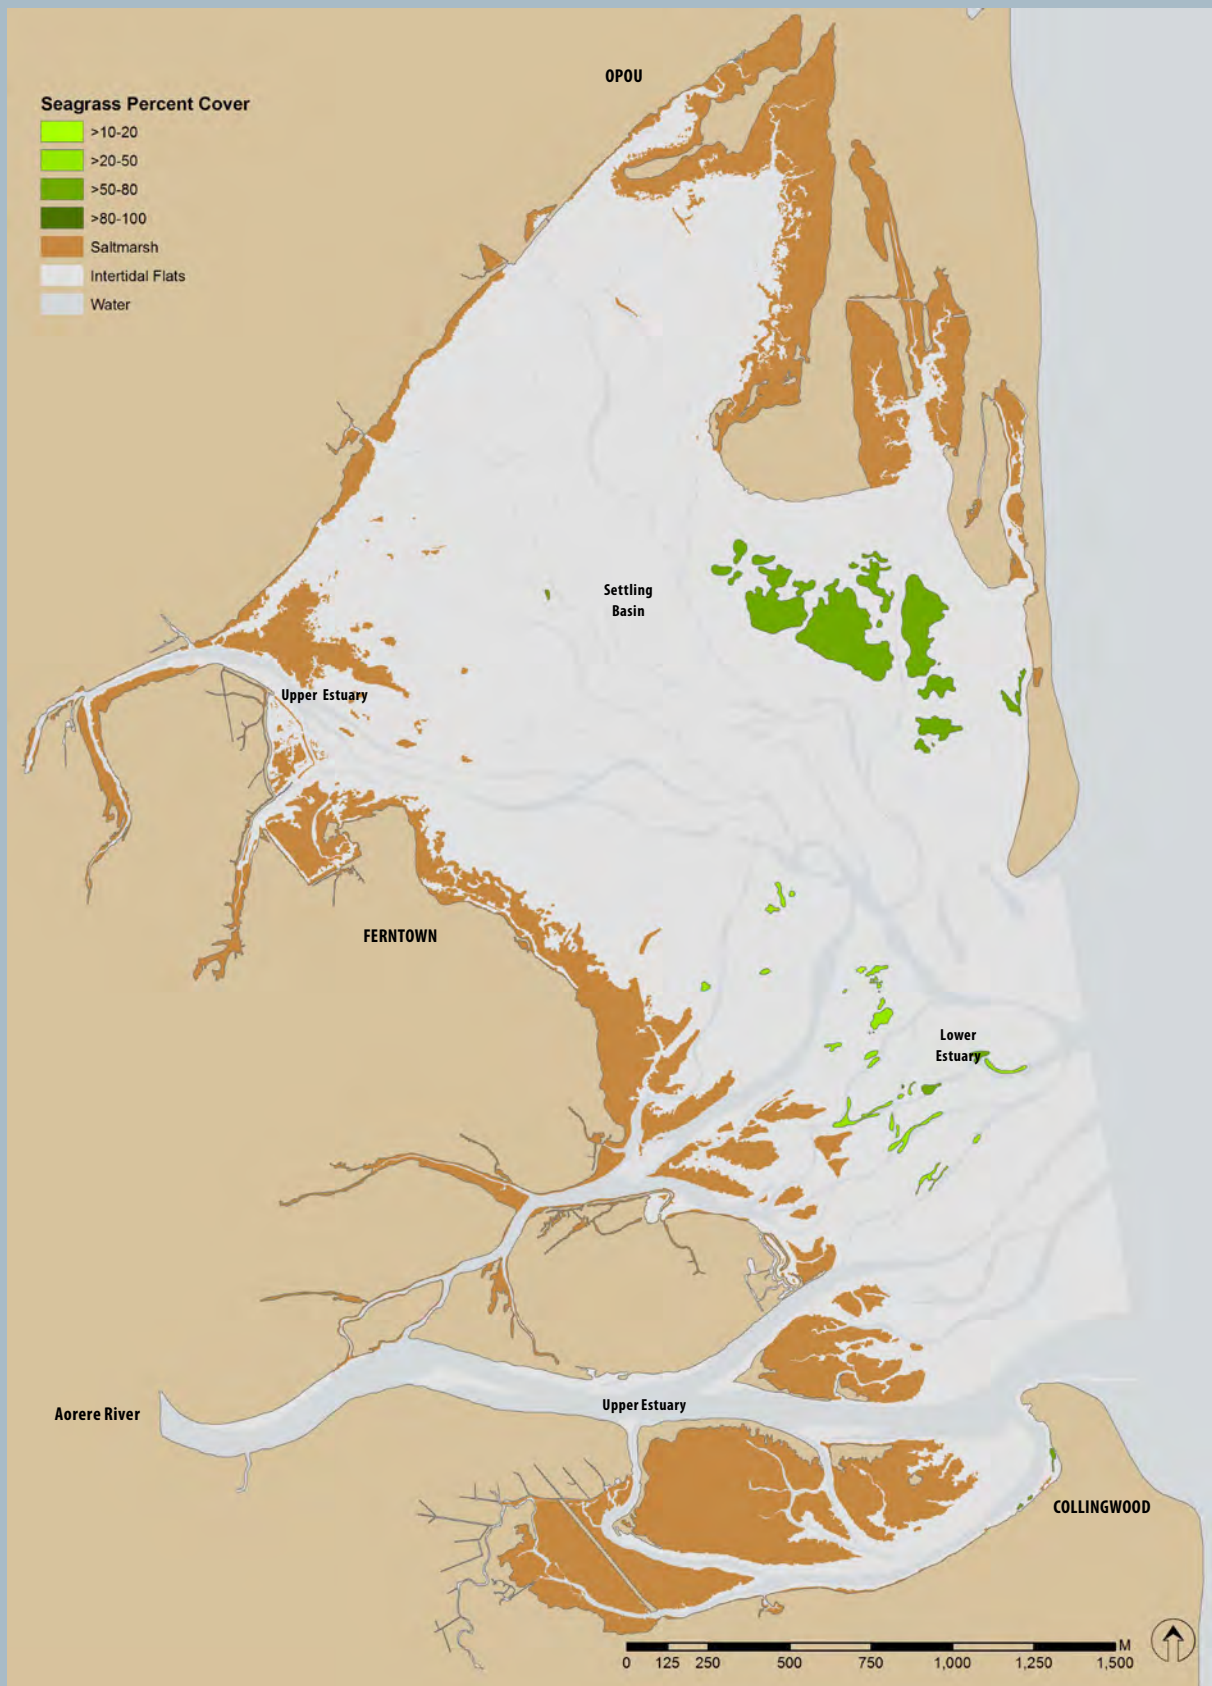 OPOU
Seagrass Percent Cover
>10-20
>20-50
>50-80
>80-100
Saltmarsh
Intertidal Flats
Water
Settling
Basin
Upper Estuary
FERNTOWN
Lower
Estuary
Upper Estuary
Aorere River
COLLINGWOOD
M
0 125 250 500 750 1,000 1,250 1,500